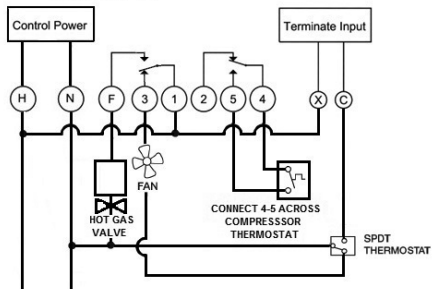 Control Power
Terminate Input
H
N
F
3
1
2
5
4
X
C
FAN
HOT GAS
VALVE
CONNECT 4-5 ACROSS
COMPRESSSOR
THERMOSTAT
SPDT
THERMOSTAT